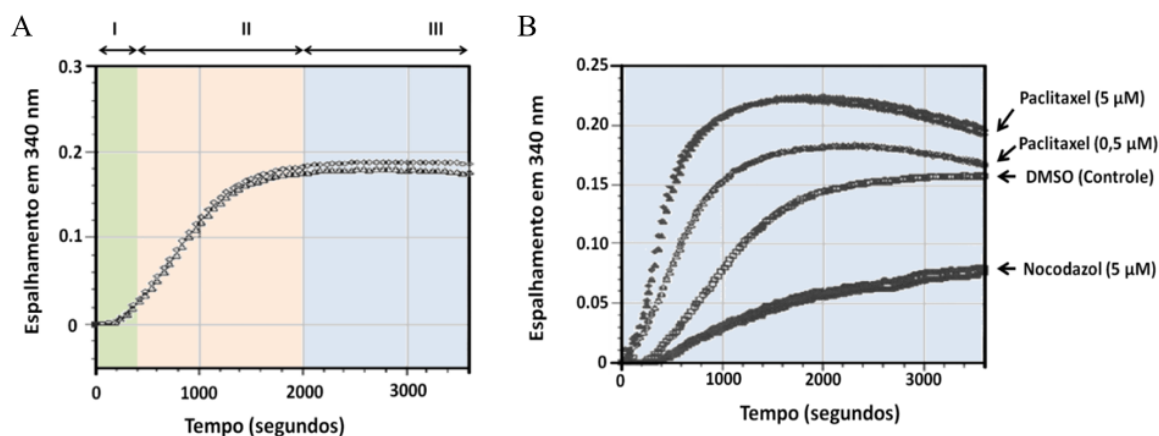 A
I II III
Espalhamento em 340 nm
0.3
0.2
0.1
0
0 1000 2000 3000
Tempo (segundos)
B
Espalhamento em 340 nm
0.25
0.20
0.15
0.10
0.05
0
0 1000 2000 3000
Tempo (segundos)
Paclitaxel (5 µM)
Paclitaxel (0,5 µM)
DMSO (Controle)
Nocodazol (5 µM)